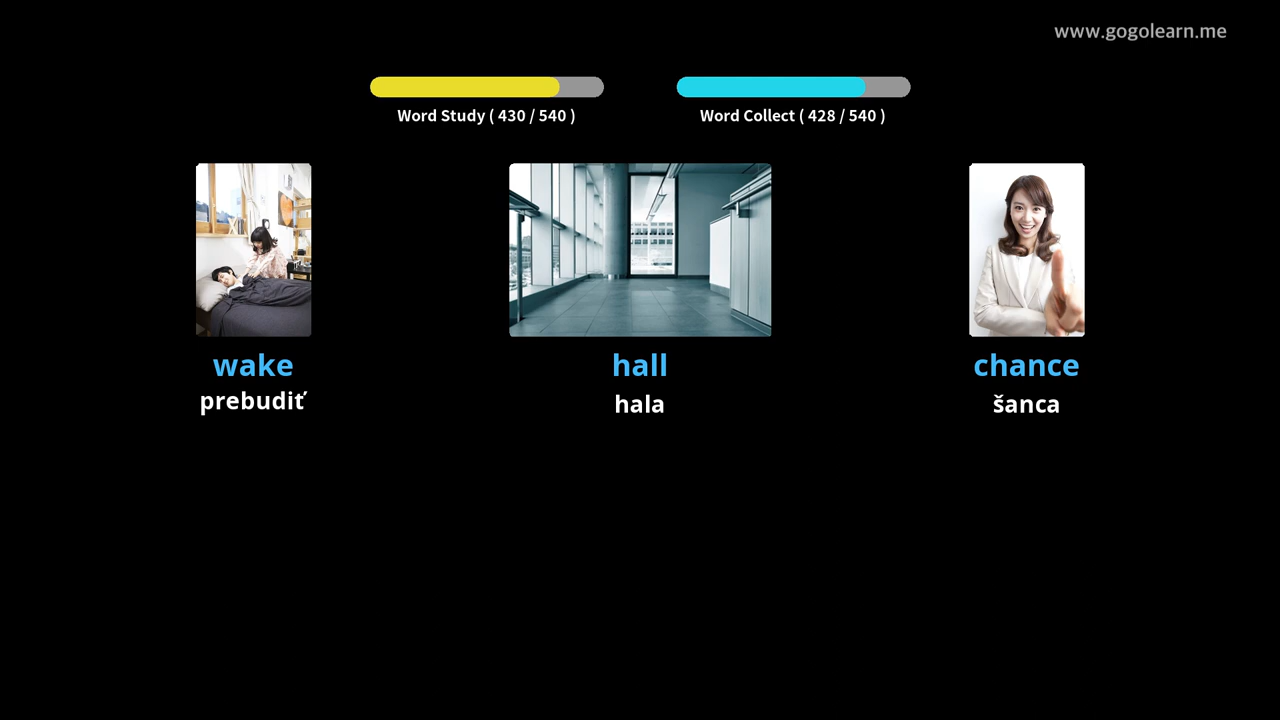 www.gogolearn.me
Word Study ( 430 / 540 )
Word Collect ( 428 / 540 )
wake
prebudiť
hall
hala
chance
šanca